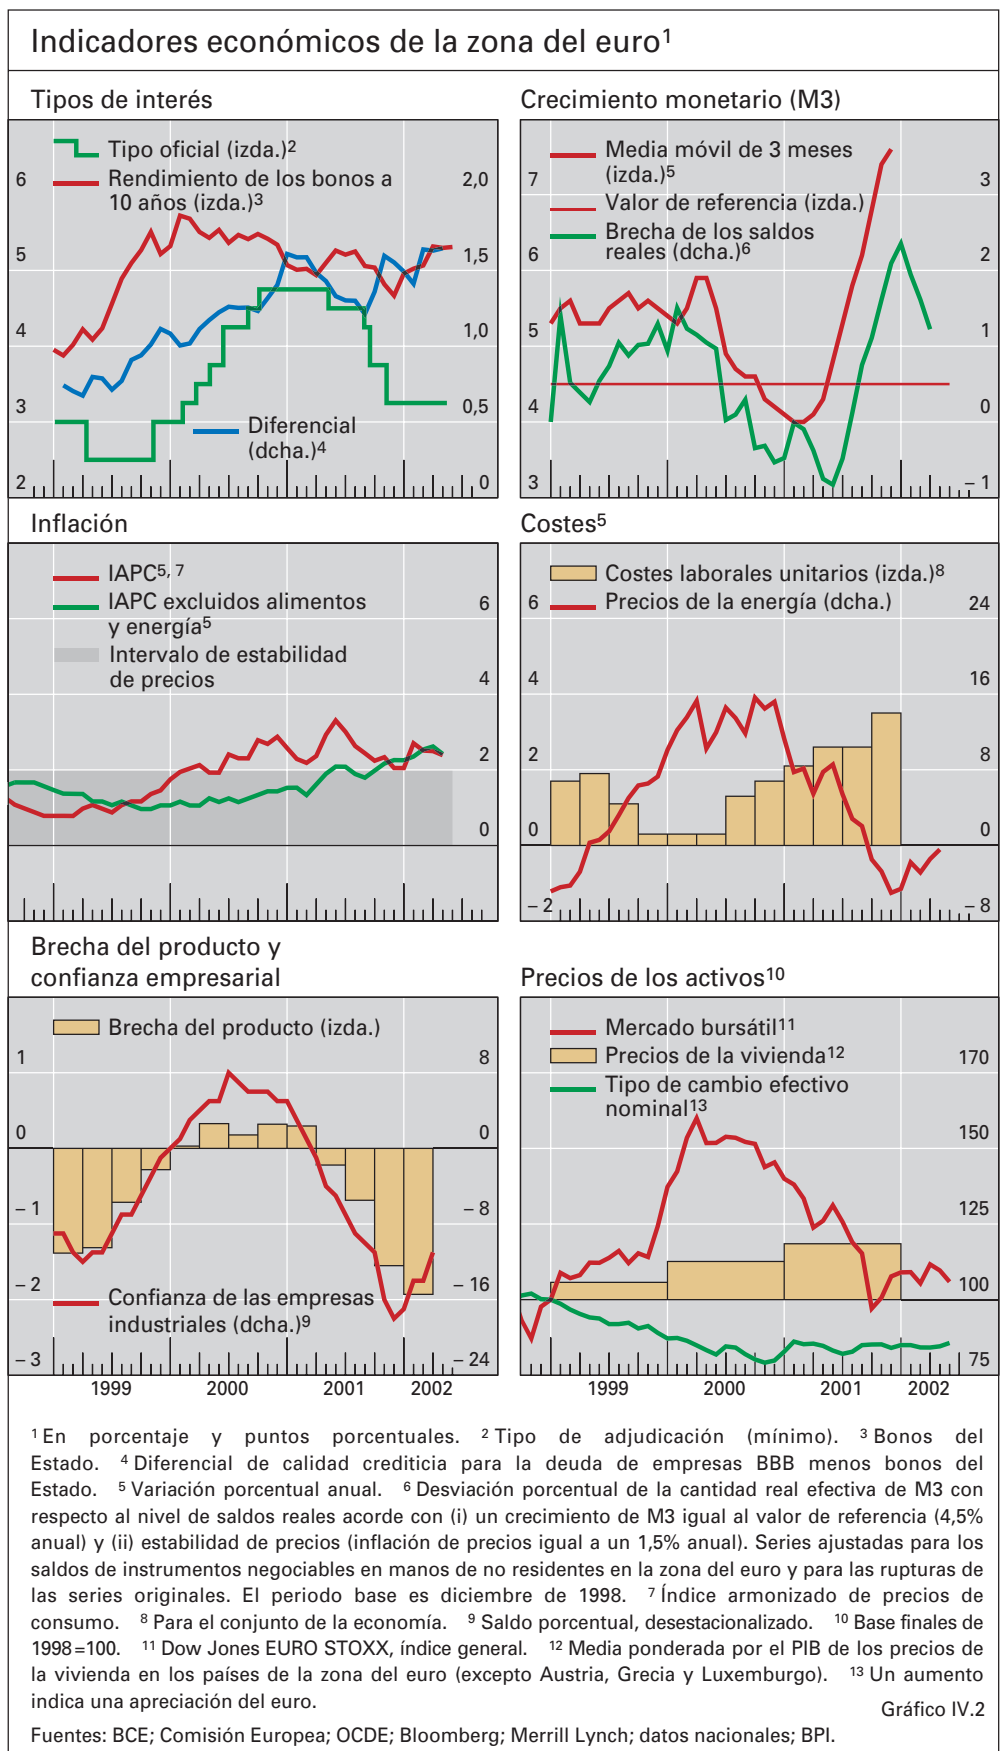 Indicadores económicos de la zona del euro¹
Tipos de interés
Tipo oficial (izda.)²
Rendimiento de los bonos a
10 años (izda.)³
Diferencial
(dcha.)⁴
6
5
4
3
2
2,0
1,5
1,0
0,5
0
Crecimiento monetario (M3)
Media móvil de 3 meses
(izda.)⁵
Valor de referencia (izda.)
Brecha de los saldos
reales (dcha.)⁶
7
6
5
4
3
3
2
1
0
– 1
Inflación
IAPC⁵, ⁷
IAPC excluidos alimentos
y energía⁵
Intervalo de estabilidad
de precios
6
4
2
0
Costes⁵
Costes laborales unitarios (izda.)⁸
Precios de la energía (dcha.)
6
4
2
0
– 2
24
16
8
0
– 8
Brecha del producto y
confianza empresarial
Brecha del producto (izda.)
Confianza de las empresas
industriales (dcha.)⁹
1
0
– 1
– 2
– 3
8
0
– 8
– 16
– 24
1999 2000 2001 2002
Precios de los activos¹⁰
Mercado bursátil¹¹
Precios de la vivienda¹²
Tipo de cambio efectivo
nominal¹³
170
150
125
100
75
1999 2000 2001 2002
¹ En porcentaje y puntos porcentuales. ² Tipo de adjudicación (mínimo). ³ Bonos del
Estado. ⁴ Diferencial de calidad crediticia para la deuda de empresas BBB menos bonos del
Estado. ⁵ Variación porcentual anual. ⁶ Desviación porcentual de la cantidad real efectiva de M3 con
respecto al nivel de saldos reales acorde con (i) un crecimiento de M3 igual al valor de referencia (4,5%
anual) y (ii) estabilidad de precios (inflación de precios igual a un 1,5% anual). Series ajustadas para los
saldos de instrumentos negociables en manos de no residentes en la zona del euro y para las rupturas de
las series originales. El periodo base es diciembre de 1998. ⁷ Índice armonizado de precios de
consumo. ⁸ Para el conjunto de la economía. ⁹ Saldo porcentual, desestacionalizado. ¹⁰ Base finales de
1998=100. ¹¹ Dow Jones EURO STOXX, índice general. ¹² Media ponderada por el PIB de los precios de
la vivienda en los países de la zona del euro (excepto Austria, Grecia y Luxemburgo). ¹³ Un aumento
indica una apreciación del euro.
Gráfico IV.2
Fuentes: BCE; Comisión Europea; OCDE; Bloomberg; Merrill Lynch; datos nacionales; BPI.